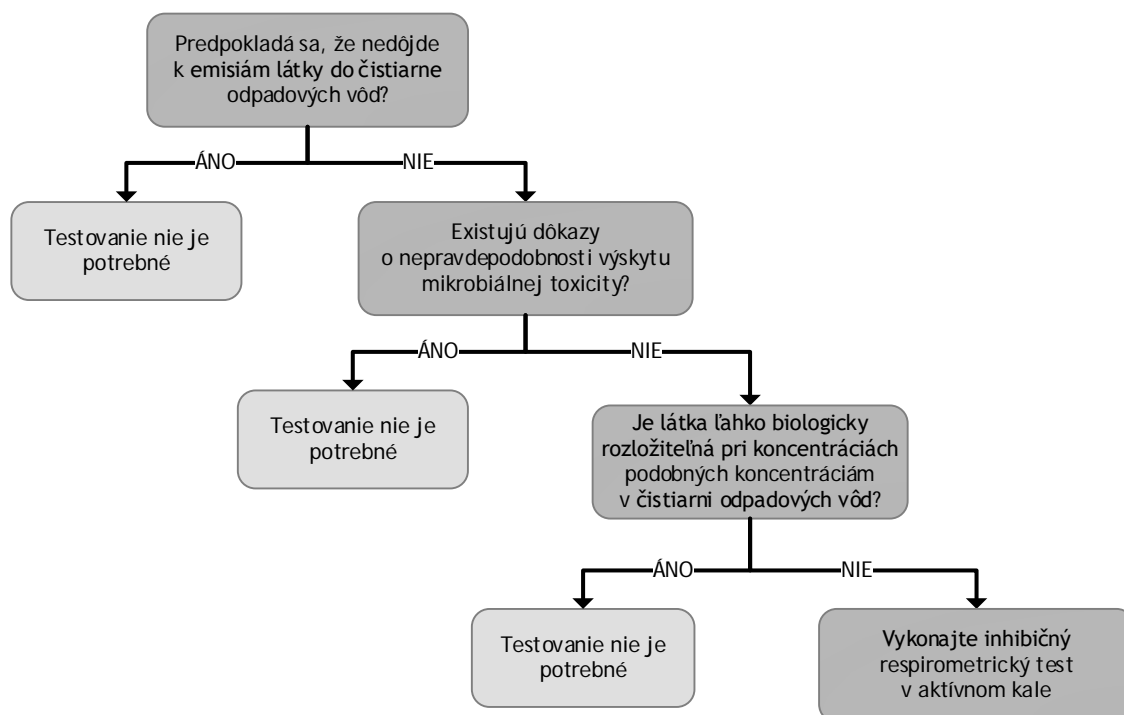 Predpokladá sa, že nedôjde
k emisiám látky do čistiarne
odpadových vôd?
ÁNO
NIE
Testovanie nie je
potrebné
Existujú dôkazy
o nepravdepodobnosti výskytu
mikrobiálnej toxicity?
ÁNO
NIE
Testovanie nie je
potrebné
Je látka ľahko biologicky
rozložiteľná pri koncentráciách
podobných koncentráciám
v čistiarni odpadových vôd?
ÁNO
NIE
Testovanie nie je
potrebné
Vykonajte inhibičný
respirometrický test
v aktívnom kale